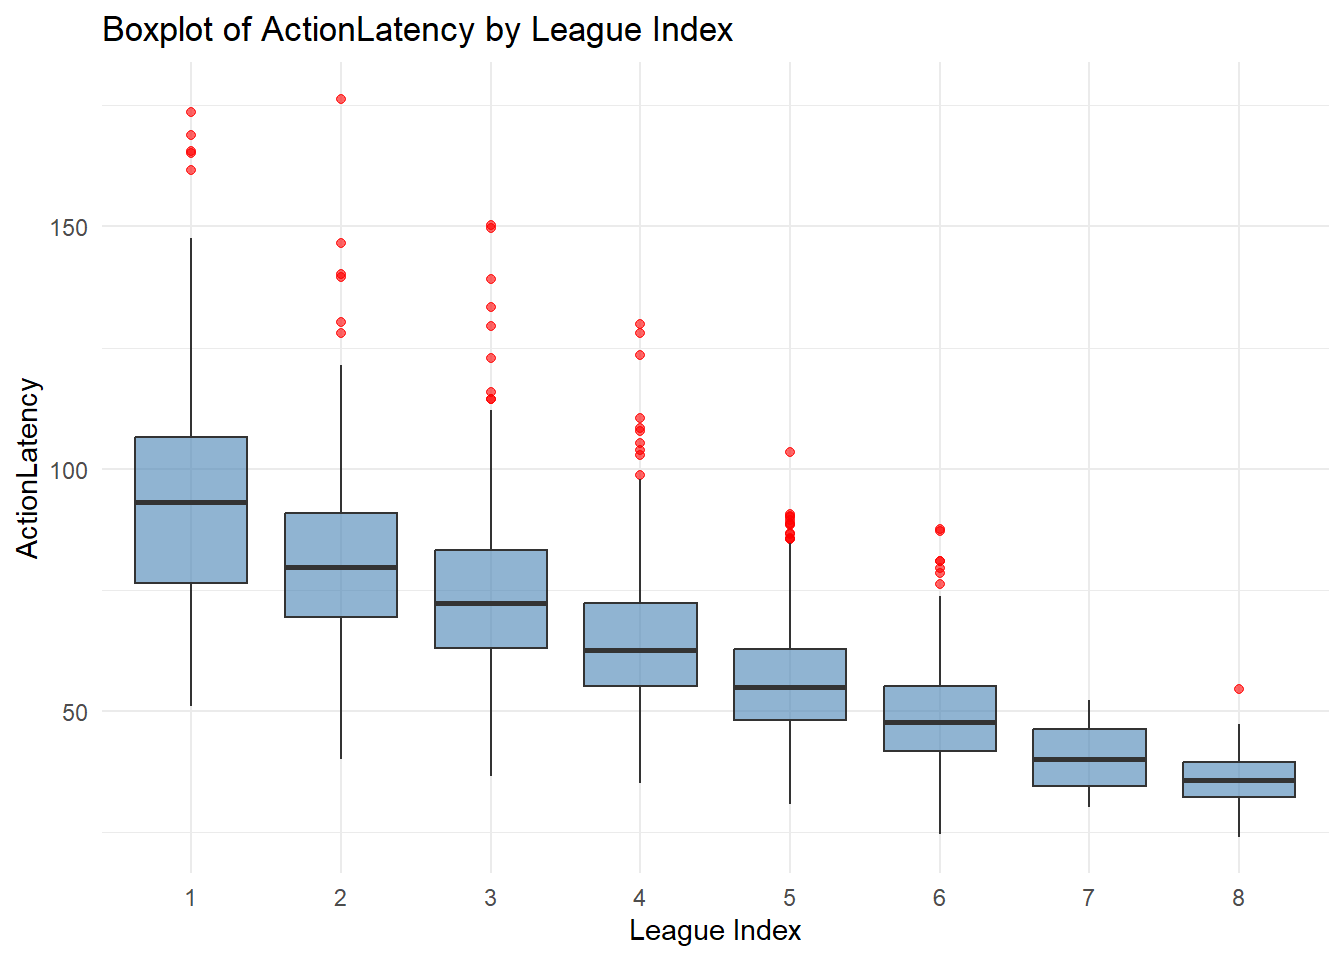 Boxplot of ActionLatency by League Index
150
100
50
ActionLatency
1 2 3 4 5 6 7 8
League Index